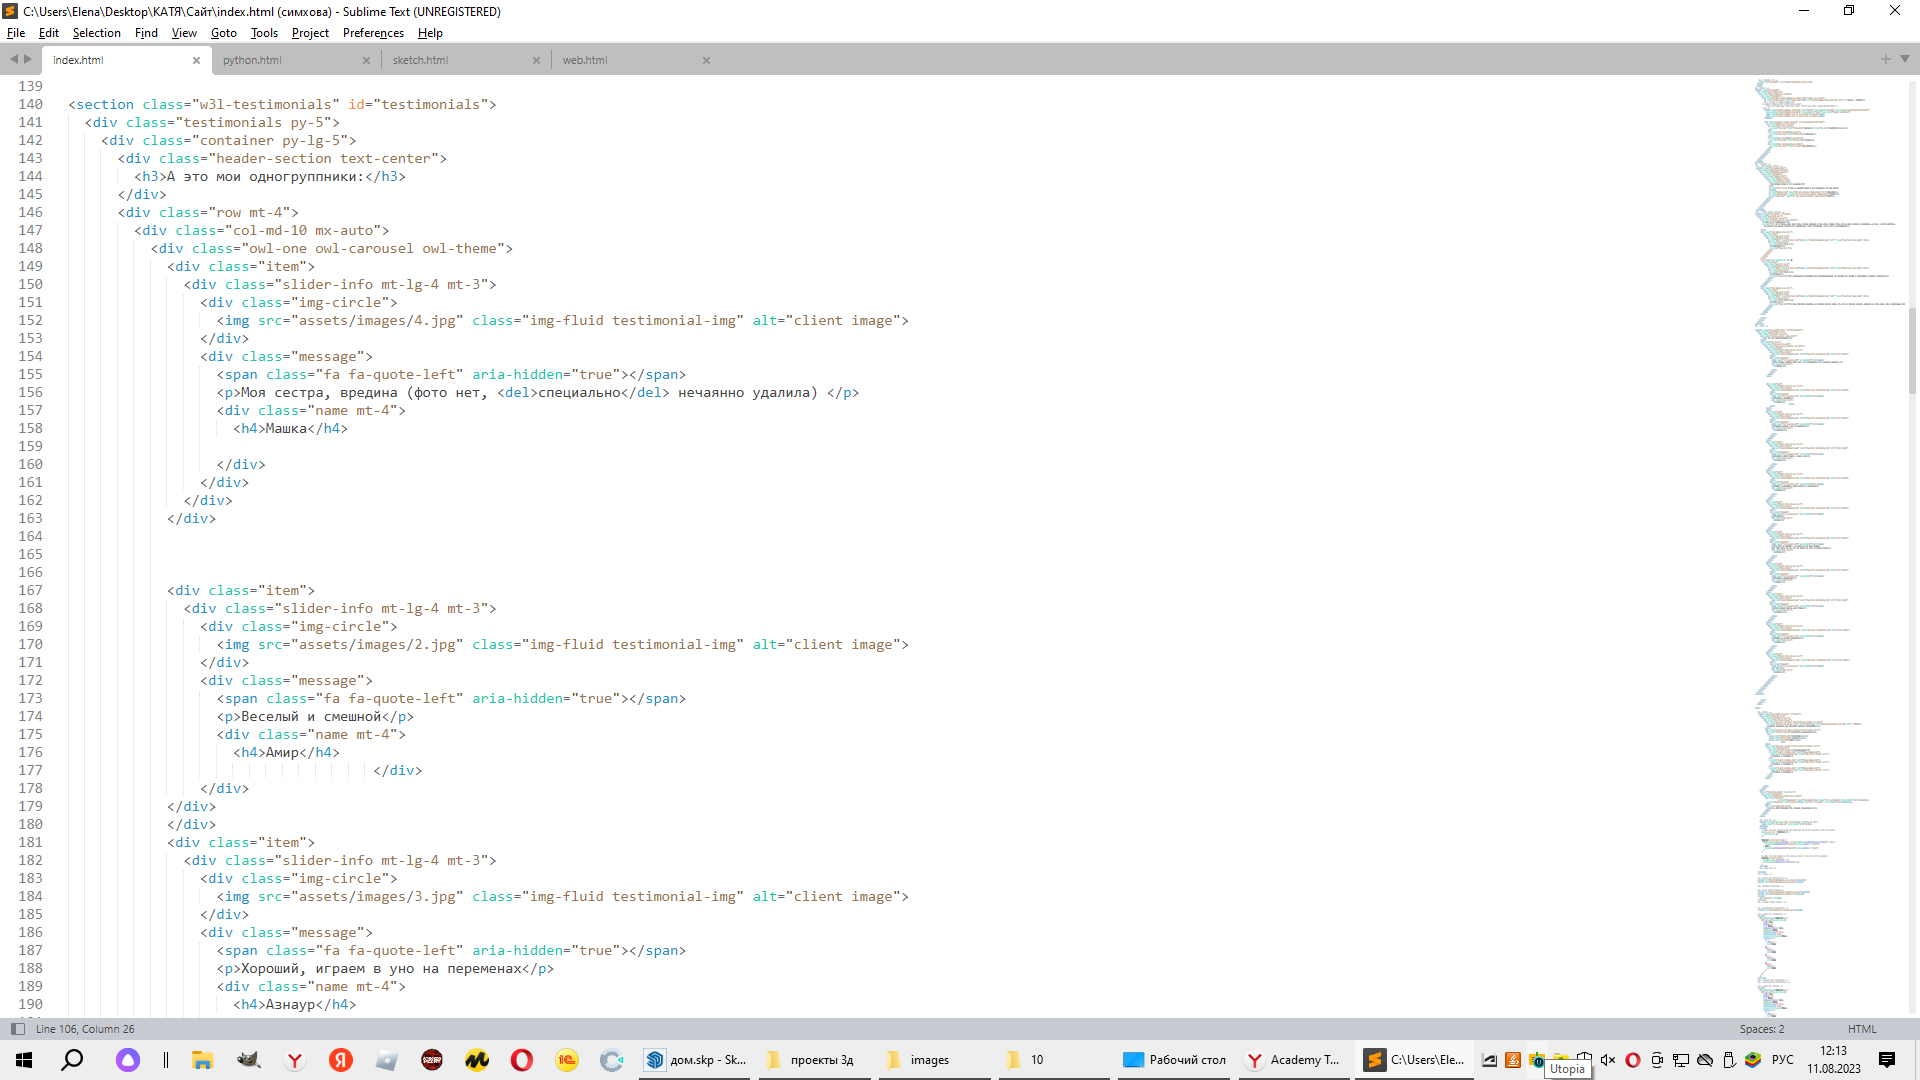 C:\Users\Elena\Desktop\КАТЯ\Сайт\index.html (симхова) - Sublime Text (UNREGISTERED)
File Edit Selection Find View Goto Tools Project Preferences Help
index.html python.html sketch.html web.html
139
140 <section class="w3l-testimonials" id="testimonials">
141 <div class="testimonials py-5">
142 <div class="container py-lg-5">
143 <div class="header-section text-center">
144 <h3>А это мои одногруппники:</h3>
145 </div>
146 <div class="row mt-4">
147 <div class="col-md-10 mx-auto">
148 <div class="owl-one owl-carousel owl-theme">
149 <div class="item">
150 <div class="slider-info mt-lg-4 mt-3">
151 <div class="img-circle">
152 <img src="assets/images/4.jpg" class="img-fluid testimonial-img" alt="client image">
153 </div>
154 <div class="message">
155 <span class="fa fa-quote-left" aria-hidden="true"></span>
156 <p>Моя сестра, вредина (фото нет, <del>специально</del> нечаянно удалила) </p>
157 <div class="name mt-4">
158 <h4>Машка</h4>
159
160 </div>
161 </div>
162 </div>
163 </div>
164
165
166
167 <div class="item">
168 <div class="slider-info mt-lg-4 mt-3">
169 <div class="img-circle">
170 <img src="assets/images/2.jpg" class="img-fluid testimonial-img" alt="client image">
171 </div>
172 <div class="message">
173 <span class="fa fa-quote-left" aria-hidden="true"></span>
174 <p>Веселый и смешной</p>
175 <div class="name mt-4">
176 <h4>Амир</h4>
177 </div>
178 </div>
179 </div>
180 </div>
181 <div class="item">
182 <div class="slider-info mt-lg-4 mt-3">
183 <div class="img-circle">
184 <img src="assets/images/3.jpg" class="img-fluid testimonial-img" alt="client image">
185 </div>
186 <div class="message">
187 <span class="fa fa-quote-left" aria-hidden="true"></span>
188 <p>Хороший, играем в уно на переменах</p>
189 <div class="name mt-4">
190 <h4>Азнаур</h4>
Line 106, Column 26 Spaces: 2 HTML
дом.skp - Sk... проекты 3д images 10 Рабочий стол Academy T... C:\Users\Ele... РУС 12:13
11.08.2023
Utopia